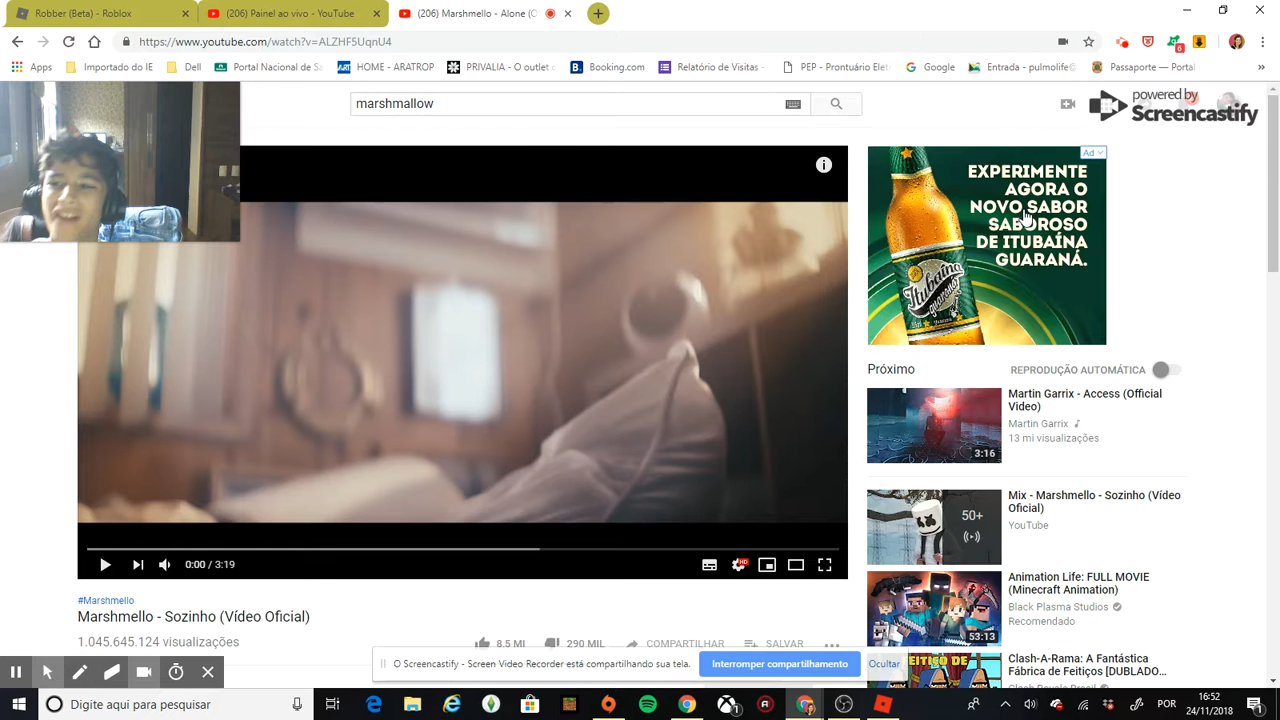 Robber (Beta) - Roblox
(206) Painel ao vivo - YouTube
(206) Marshmello - Alone (O
https://www.youtube.com/watch?v=ALZHF5UqnU4
6
Apps
Importado do IE
Dell
Portal Nacional de Sa
HOME - ARATROP
PRIVALIA - O outlet o
Booking.com
Relatório de Visitas -
PEP - Prontuário Elet
Google
Entrada - pulmolife@
Passaporte — Portal
marshmallow
powered by
Screencastify
Ad
EXPERIMENTE
AGORA O
NOVO SABOR
SABOROSO
DE ITUBAÍNA
GUARANÁ.
Itubaína
guaraná
Próximo
REPRODUÇÃO AUTOMÁTICA
Martin Garrix - Access (Official
Video)
Martin Garrix
13 mi visualizações
3:16
Mix - Marshmello - Sozinho (Vídeo
Oficial)
YouTube
50+
Animation Life: FULL MOVIE
(Minecraft Animation)
Black Plasma Studios
Recomendado
53:13
Clash-A-Rama: A Fantástica
Fábrica de Feitiços [DUBLADO...
0:00 / 3:19
HD
#Marshmello
Marshmello - Sozinho (Vídeo Oficial)
1.045.645.124 visualizações
8,5 MI
290 MIL
COMPARTILHAR
SALVAR
O Screencastify - Screen Video Recorder está compartilhando sua tela.
Interromper compartilhamento
Ocultar
Digite aqui para pesquisar
POR
16:52
24/11/2018